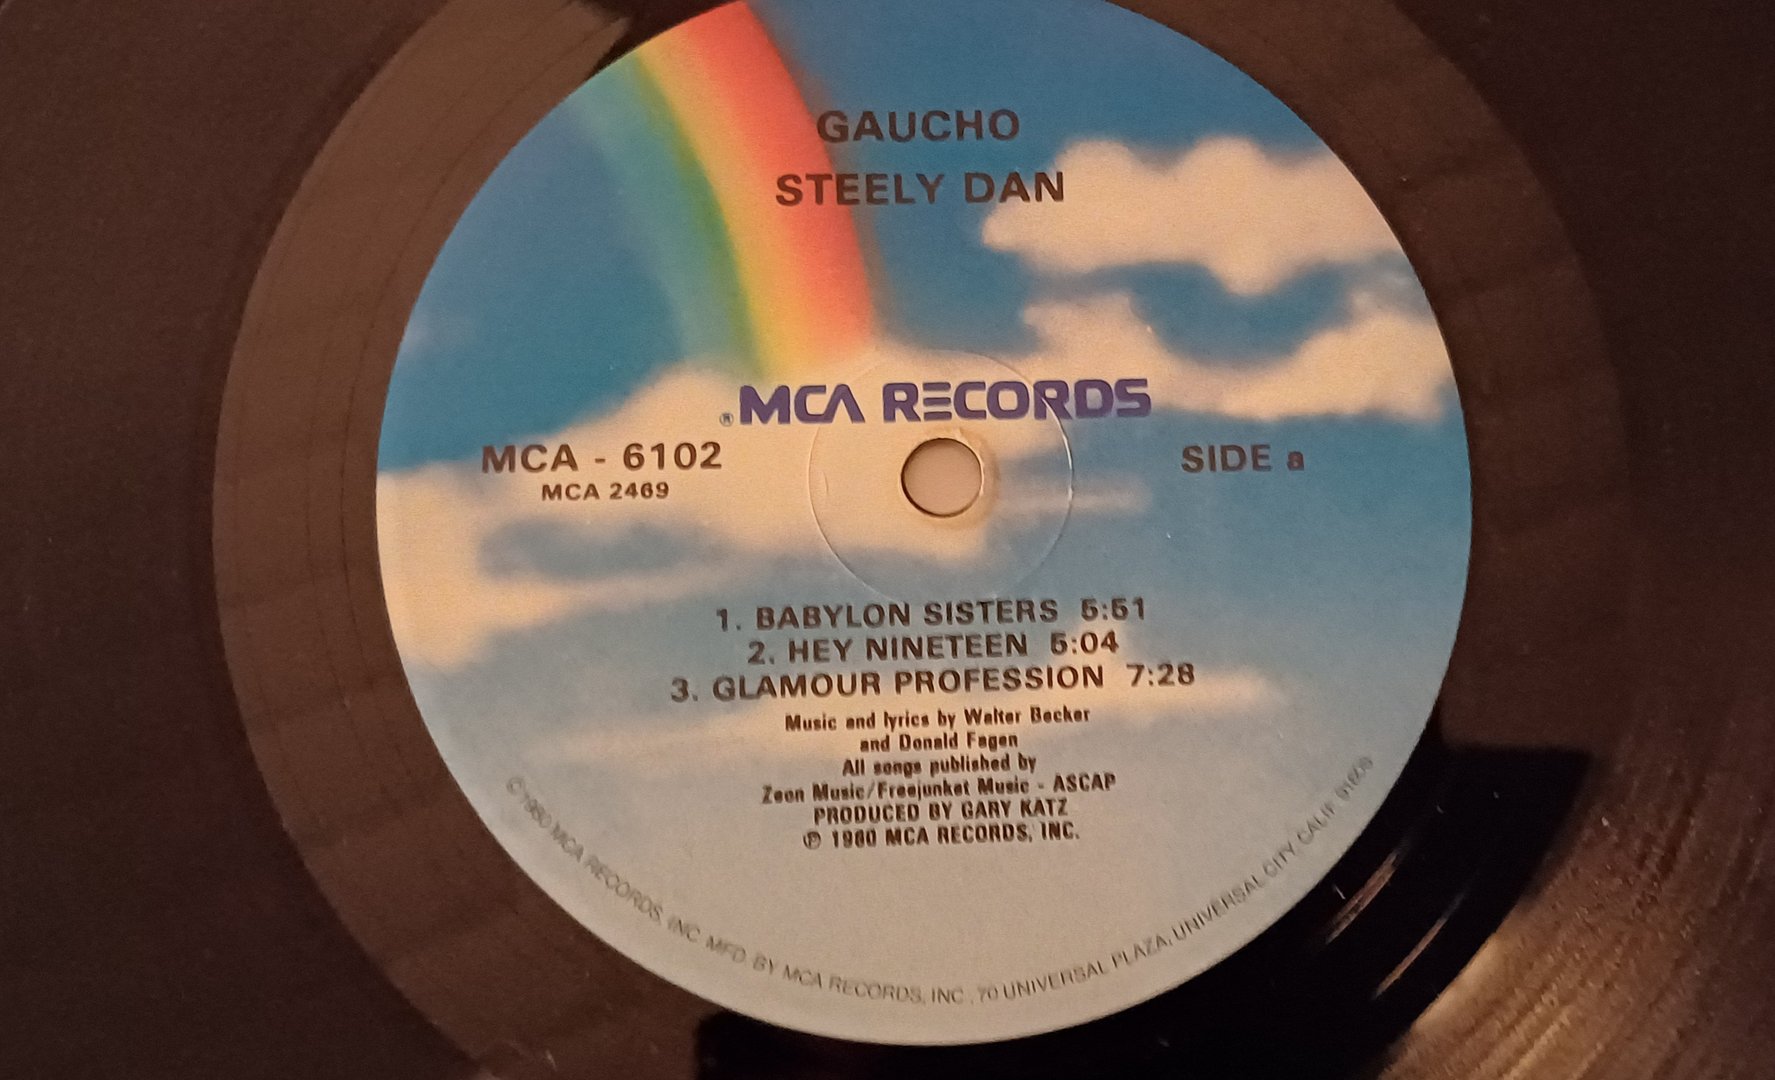 GAUCHO
STEELY DAN
® MCA RECORDS
MCA - 6102
MCA 2469
SIDE a
1. BABYLON SISTERS 5:51
2. HEY NINETEEN 5:04
3. GLAMOUR PROFESSION 7:28
Music and lyrics by Walter Becker
and Donald Fagen
All songs published by
Zeon Music/Freejunket Music - ASCAP
PRODUCED BY GARY KATZ
℗ 1980 MCA RECORDS, INC.
©1980 MCA RECORDS, INC. MFD. BY MCA RECORDS, INC., 70 UNIVERSAL PLAZA, UNIVERSAL CITY, CALIF.